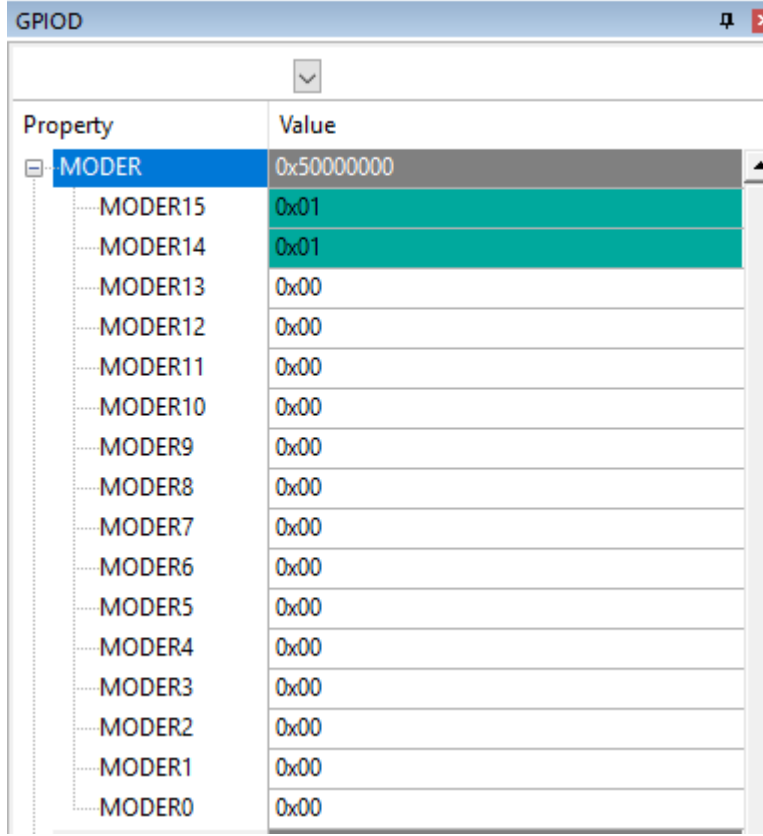 GPIOD
Property Value
MODER 0x50000000
MODER15 0x01
MODER14 0x01
MODER13 0x00
MODER12 0x00
MODER11 0x00
MODER10 0x00
MODER9 0x00
MODER8 0x00
MODER7 0x00
MODER6 0x00
MODER5 0x00
MODER4 0x00
MODER3 0x00
MODER2 0x00
MODER1 0x00
MODER0 0x00